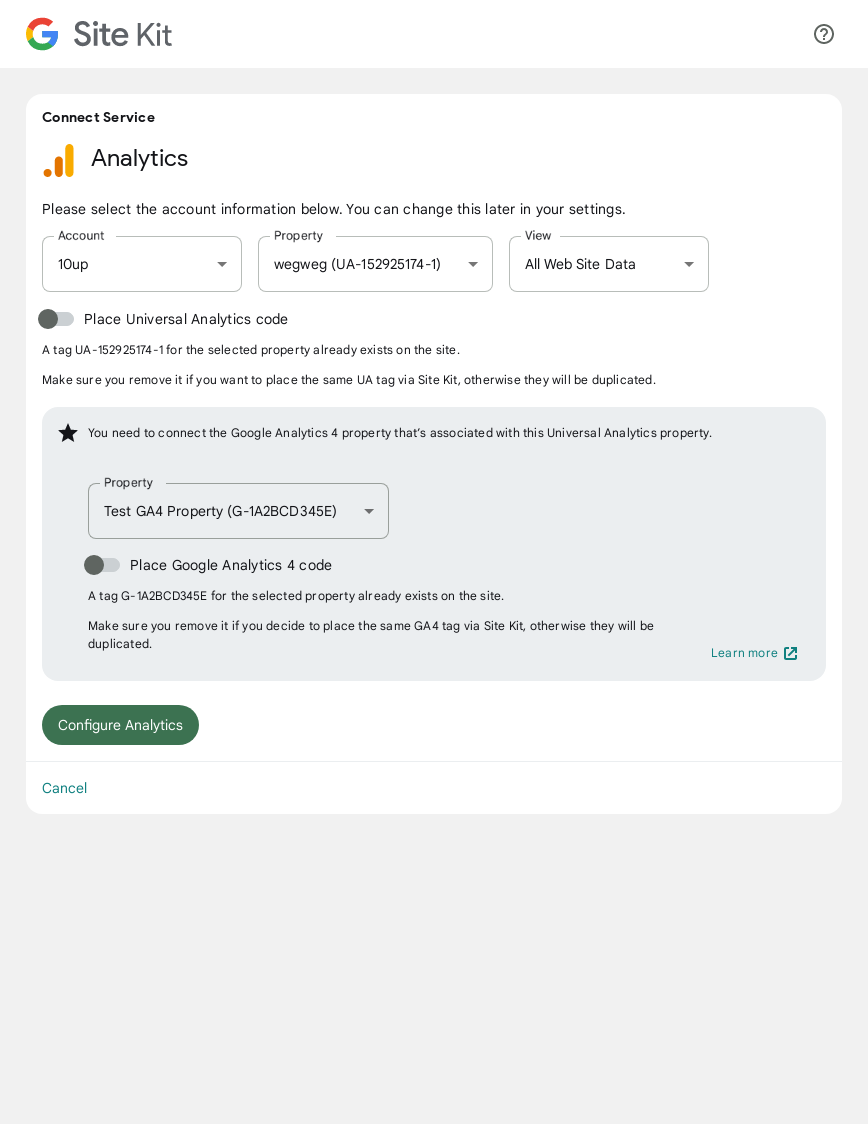 Site Kit
Connect Service
Analytics
Please select the account information below. You can change this later in your settings.
Account
10up
Property
wegweg (UA-152925174-1)
View
All Web Site Data
Place Universal Analytics code
A tag UA-152925174-1 for the selected property already exists on the site.
Make sure you remove it if you want to place the same UA tag via Site Kit, otherwise they will be duplicated.
You need to connect the Google Analytics 4 property that’s associated with this Universal Analytics property.
Property
Test GA4 Property (G-1A2BCD345E)
Place Google Analytics 4 code
A tag G-1A2BCD345E for the selected property already exists on the site.
Make sure you remove it if you decide to place the same GA4 tag via Site Kit, otherwise they will be
duplicated.
Learn more
Configure Analytics
Cancel